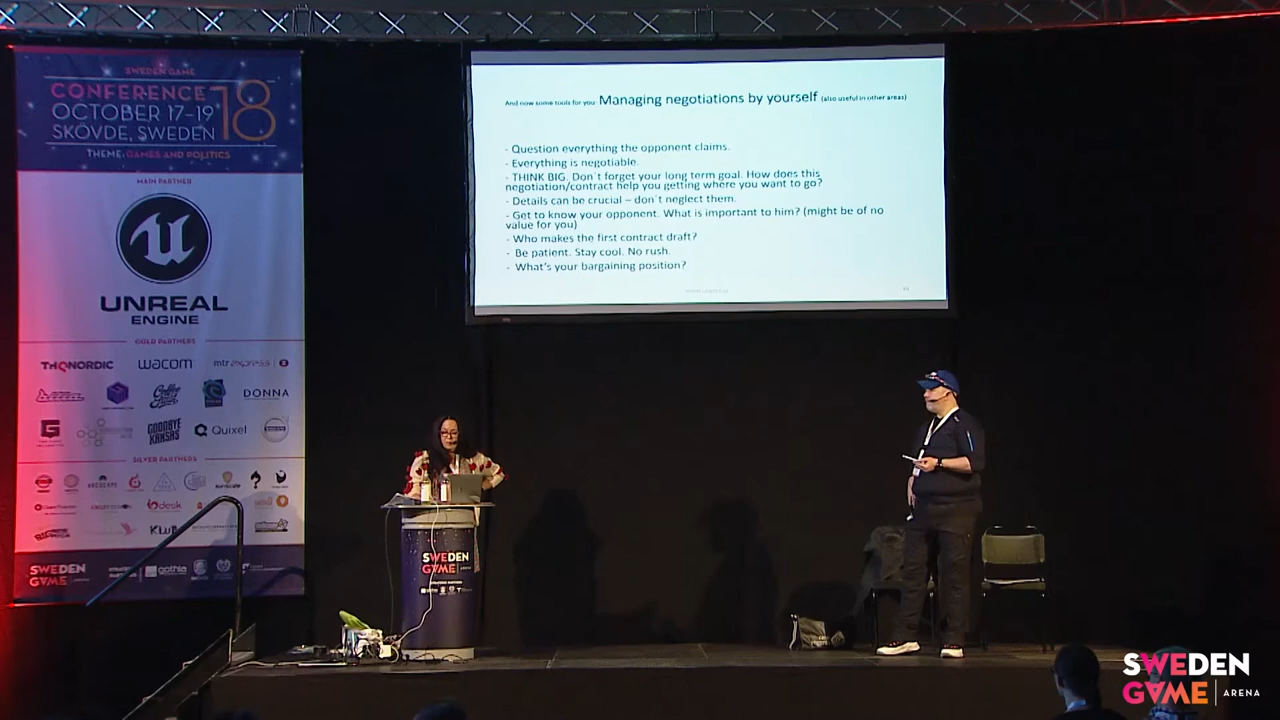 SWEDEN GAME
CONFERENCE
OCTOBER 17-19
18
SKÖVDE, SWEDEN
THEME: GAMES AND POLITICS
MAIN PARTNER
UNREAL
ENGINE
GOLD PARTNERS
THQNORDIC wacom mtrexpress
DONNA
GOODBYE
KANSAS
Quixel
SILVER PARTNERS
SWEDEN
GAME
gothia
And now some tools for you: Managing negotiations by yourself (also useful in other areas)
- Question everything the opponent claims.
- Everything is negotiable.
- THINK BIG. Don´t forget your long term goal. How does this
negotiation/contract help you getting where you want to go?
- Details can be crucial – don´t neglect them.
- Get to know your opponent. What is important to him? (might be of no
value for you)
- Who makes the first contract draft?
- Be patient. Stay cool. No rush.
- What's your bargaining position?
SWEDEN
GAME
SWEDEN
GAME | ARENA